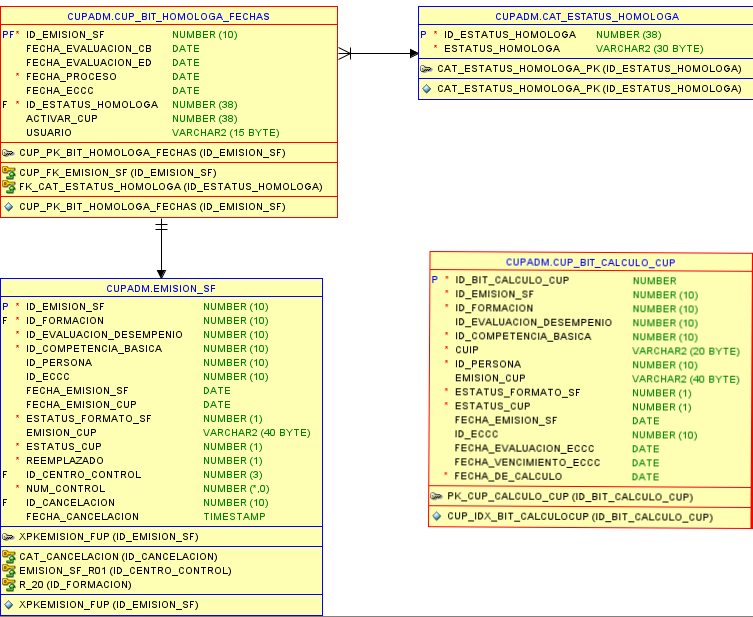 CUPADM.CUP_BIT_HOMOLOGA_FECHAS
PF* ID_EMISION_SF NUMBER (10)
FECHA_EVALUACION_CB DATE
FECHA_EVALUACION_ED DATE
* FECHA_PROCESO DATE
FECHA_ECCC DATE
F * ID_ESTATUS_HOMOLOGA NUMBER (38)
ACTIVAR_CUP NUMBER (38)
USUARIO VARCHAR2 (15 BYTE)
CUP_PK_BIT_HOMOLOGA_FECHAS (ID_EMISION_SF)
CUP_FK_EMISION_SF (ID_EMISION_SF)
FK_CAT_ESTATUS_HOMOLOGA (ID_ESTATUS_HOMOLOGA)
CUP_PK_BIT_HOMOLOGA_FECHAS (ID_EMISION_SF)
CUPADM.CAT_ESTATUS_HOMOLOGA
P * ID_ESTATUS_HOMOLOGA NUMBER (38)
* ESTATUS_HOMOLOGA VARCHAR2 (30 BYTE)
CAT_ESTATUS_HOMOLOGA_PK (ID_ESTATUS_HOMOLOGA)
CAT_ESTATUS_HOMOLOGA_PK (ID_ESTATUS_HOMOLOGA)
CUPADM.EMISION_SF
P * ID_EMISION_SF NUMBER (10)
F * ID_FORMACION NUMBER (10)
* ID_EVALUACION_DESEMPENIO NUMBER (10)
* ID_COMPETENCIA_BASICA NUMBER (10)
ID_PERSONA NUMBER (10)
ID_ECCC NUMBER (10)
FECHA_EMISION_SF DATE
FECHA_EMISION_CUP DATE
* ESTATUS_FORMATO_SF NUMBER (1)
EMISION_CUP VARCHAR2 (40 BYTE)
* ESTATUS_CUP NUMBER (1)
* REEMPLAZADO NUMBER (1)
F ID_CENTRO_CONTROL NUMBER (3)
* NUM_CONTROL NUMBER (*,0)
F ID_CANCELACION NUMBER (10)
FECHA_CANCELACION TIMESTAMP
XPKEMISION_FUP (ID_EMISION_SF)
CAT_CANCELACION (ID_CANCELACION)
EMISION_SF_R01 (ID_CENTRO_CONTROL)
R_20 (ID_FORMACION)
XPKEMISION_FUP (ID_EMISION_SF)
CUPADM.CUP_BIT_CALCULO_CUP
P * ID_BIT_CALCULO_CUP NUMBER
* ID_EMISION_SF NUMBER (10)
* ID_FORMACION NUMBER (10)
ID_EVALUACION_DESEMPENIO NUMBER (10)
* ID_COMPETENCIA_BASICA NUMBER (10)
* CUIP VARCHAR2 (20 BYTE)
* ID_PERSONA NUMBER (10)
EMISION_CUP VARCHAR2 (40 BYTE)
* ESTATUS_FORMATO_SF NUMBER (1)
* ESTATUS_CUP NUMBER (1)
FECHA_EMISION_SF DATE
ID_ECCC NUMBER (10)
FECHA_EVALUACION_ECCC DATE
FECHA_VENCIMIENTO_ECCC DATE
* FECHA_DE_CALCULO DATE
PK_CUP_CALCULO_CUP (ID_BIT_CALCULO_CUP)
CUP_IDX_BIT_CALCULOCUP (ID_BIT_CALCULO_CUP)